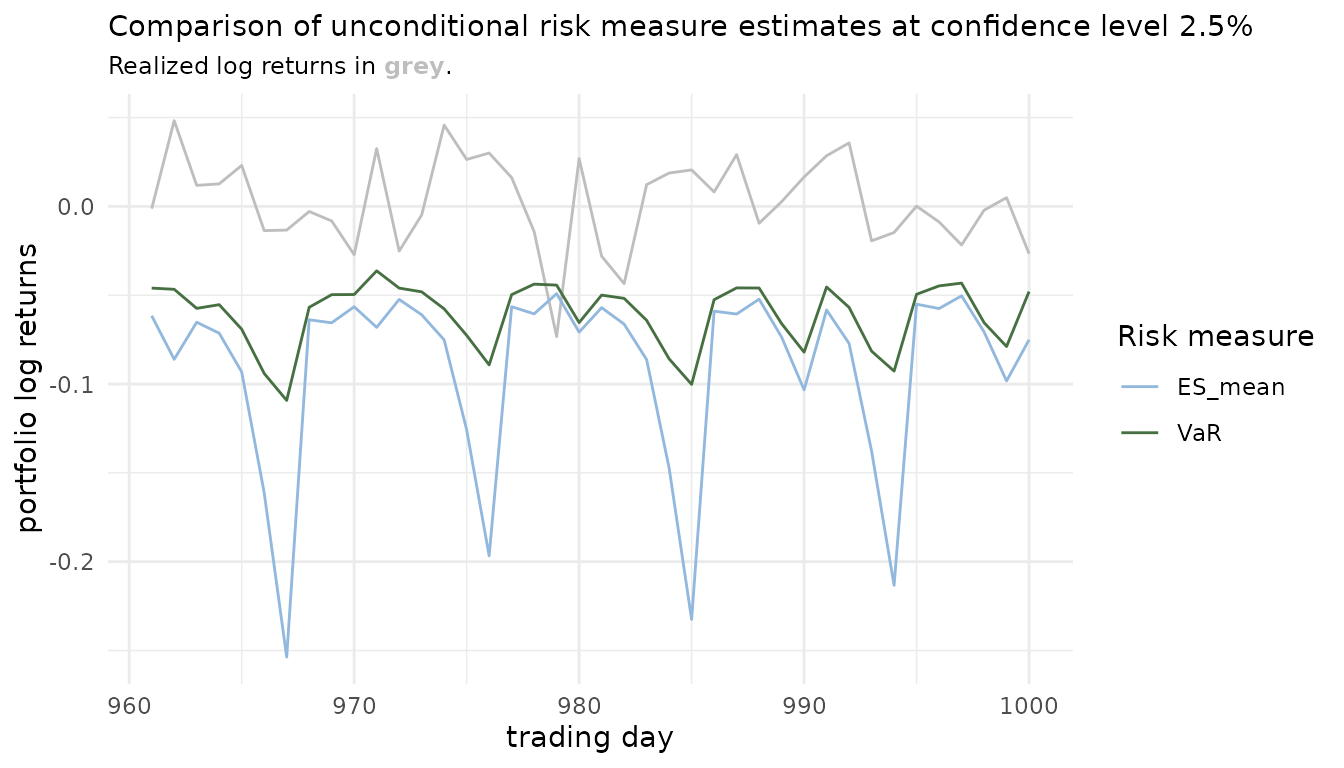 Comparison of unconditional risk measure estimates at confidence level 2.5%
Realized log returns in grey.
portfolio log returns
0.0
-0.1
-0.2
960
970
980
990
1000
trading day
Risk measure
ES_mean
VaR